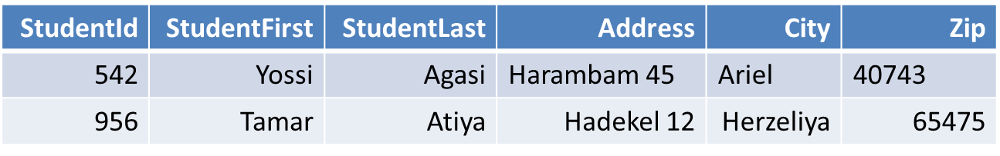 StudentId StudentFirst StudentLast Address City Zip
542 Yossi Agasi Harambam 45 Ariel 40743
956 Tamar Atiya Hadekel 12 Herzeliya 65475